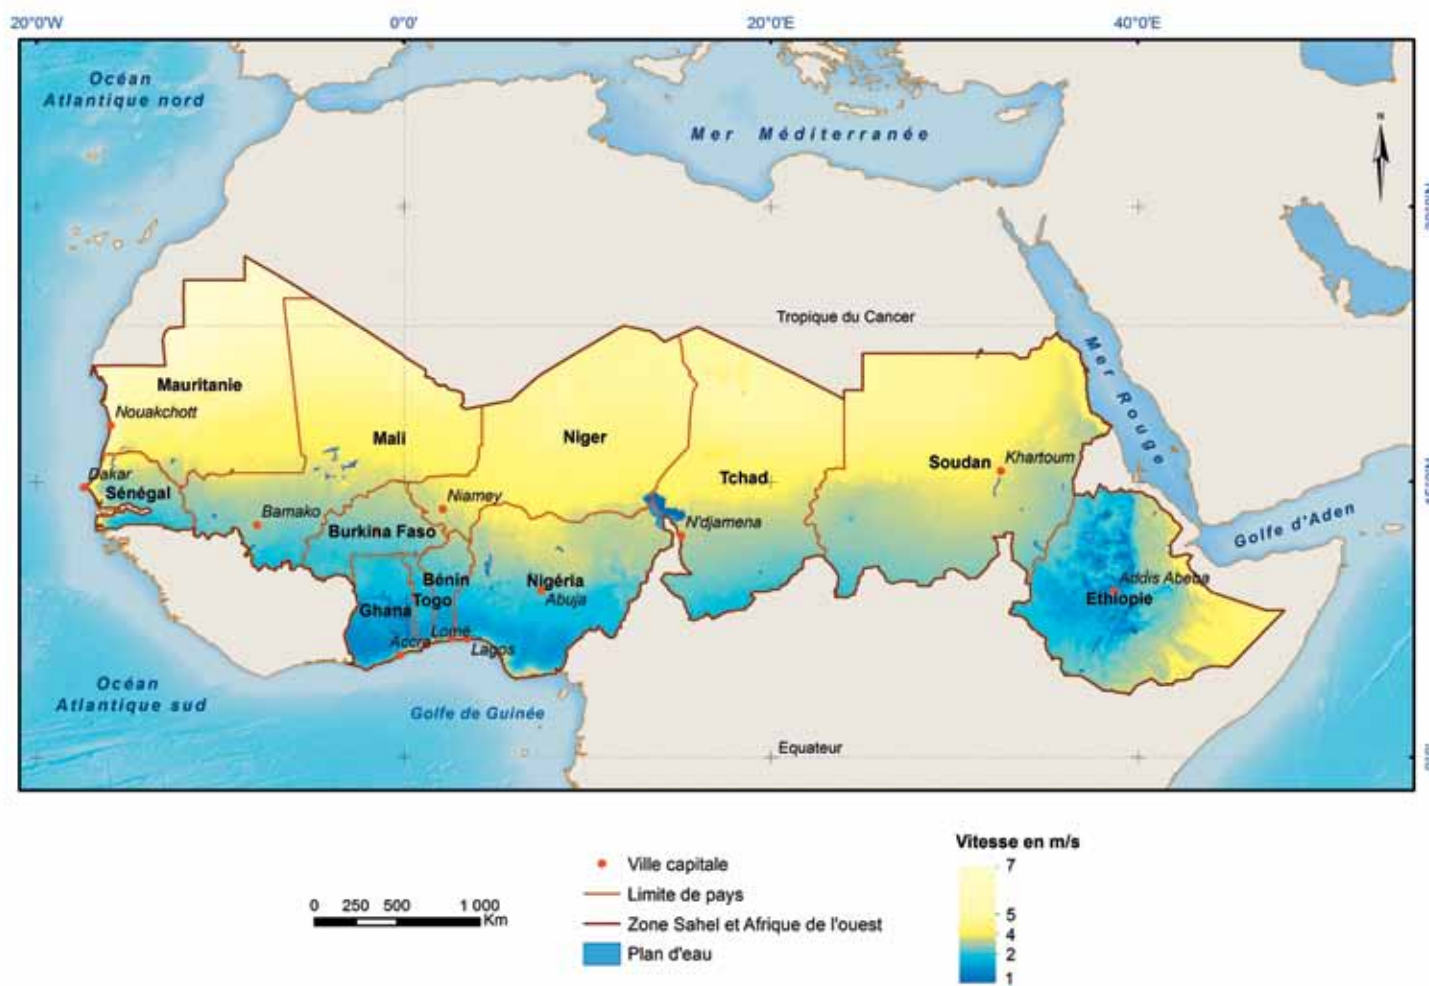 20°0'W 0°0' 20°0'E 40°0'E
Océan
Atlantique nord
Mer Méditerranée
N
Tropique du Cancer
Mer Rouge
Mauritanie
Nouakchott
Mali
Niger
Tchad
Soudan
Khartoum
Dakar
Sénégal
Bamako
Niamey
Burkina Faso
N'djamena
Golfe d'Aden
Bénin
Nigéria
Abuja
Togo
Ghana
Addis Abeba
Ethiopie
Lomé
Accra
Lagos
Océan
Atlantique sud
Golfe de Guinée
Equateur
Vitesse en m/s
7
5
4
2
1
Ville capitale
Limite de pays
Zone Sahel et Afrique de l'ouest
Plan d'eau
0 250 500 1 000
Km